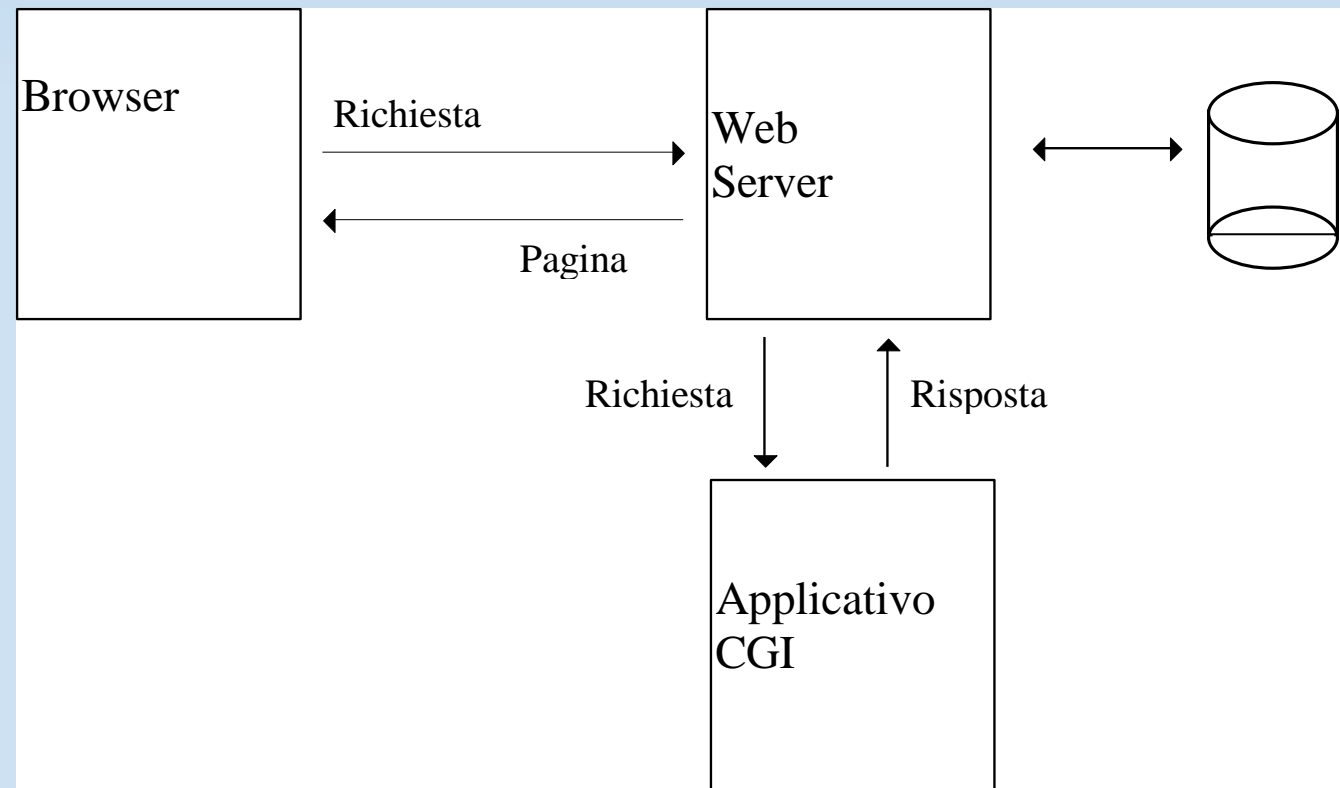 Browser
Richiesta
Web
Server
Pagina
Richiesta
Risposta
Applicativo
CGI